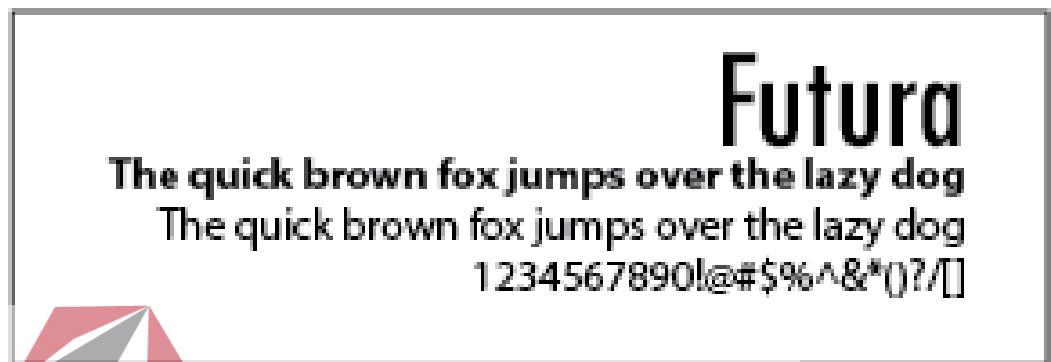 Futura
The quick brown fox jumps over the lazy dog
The quick brown fox jumps over the lazy dog
1234567890!@#$%^&*()?/[]